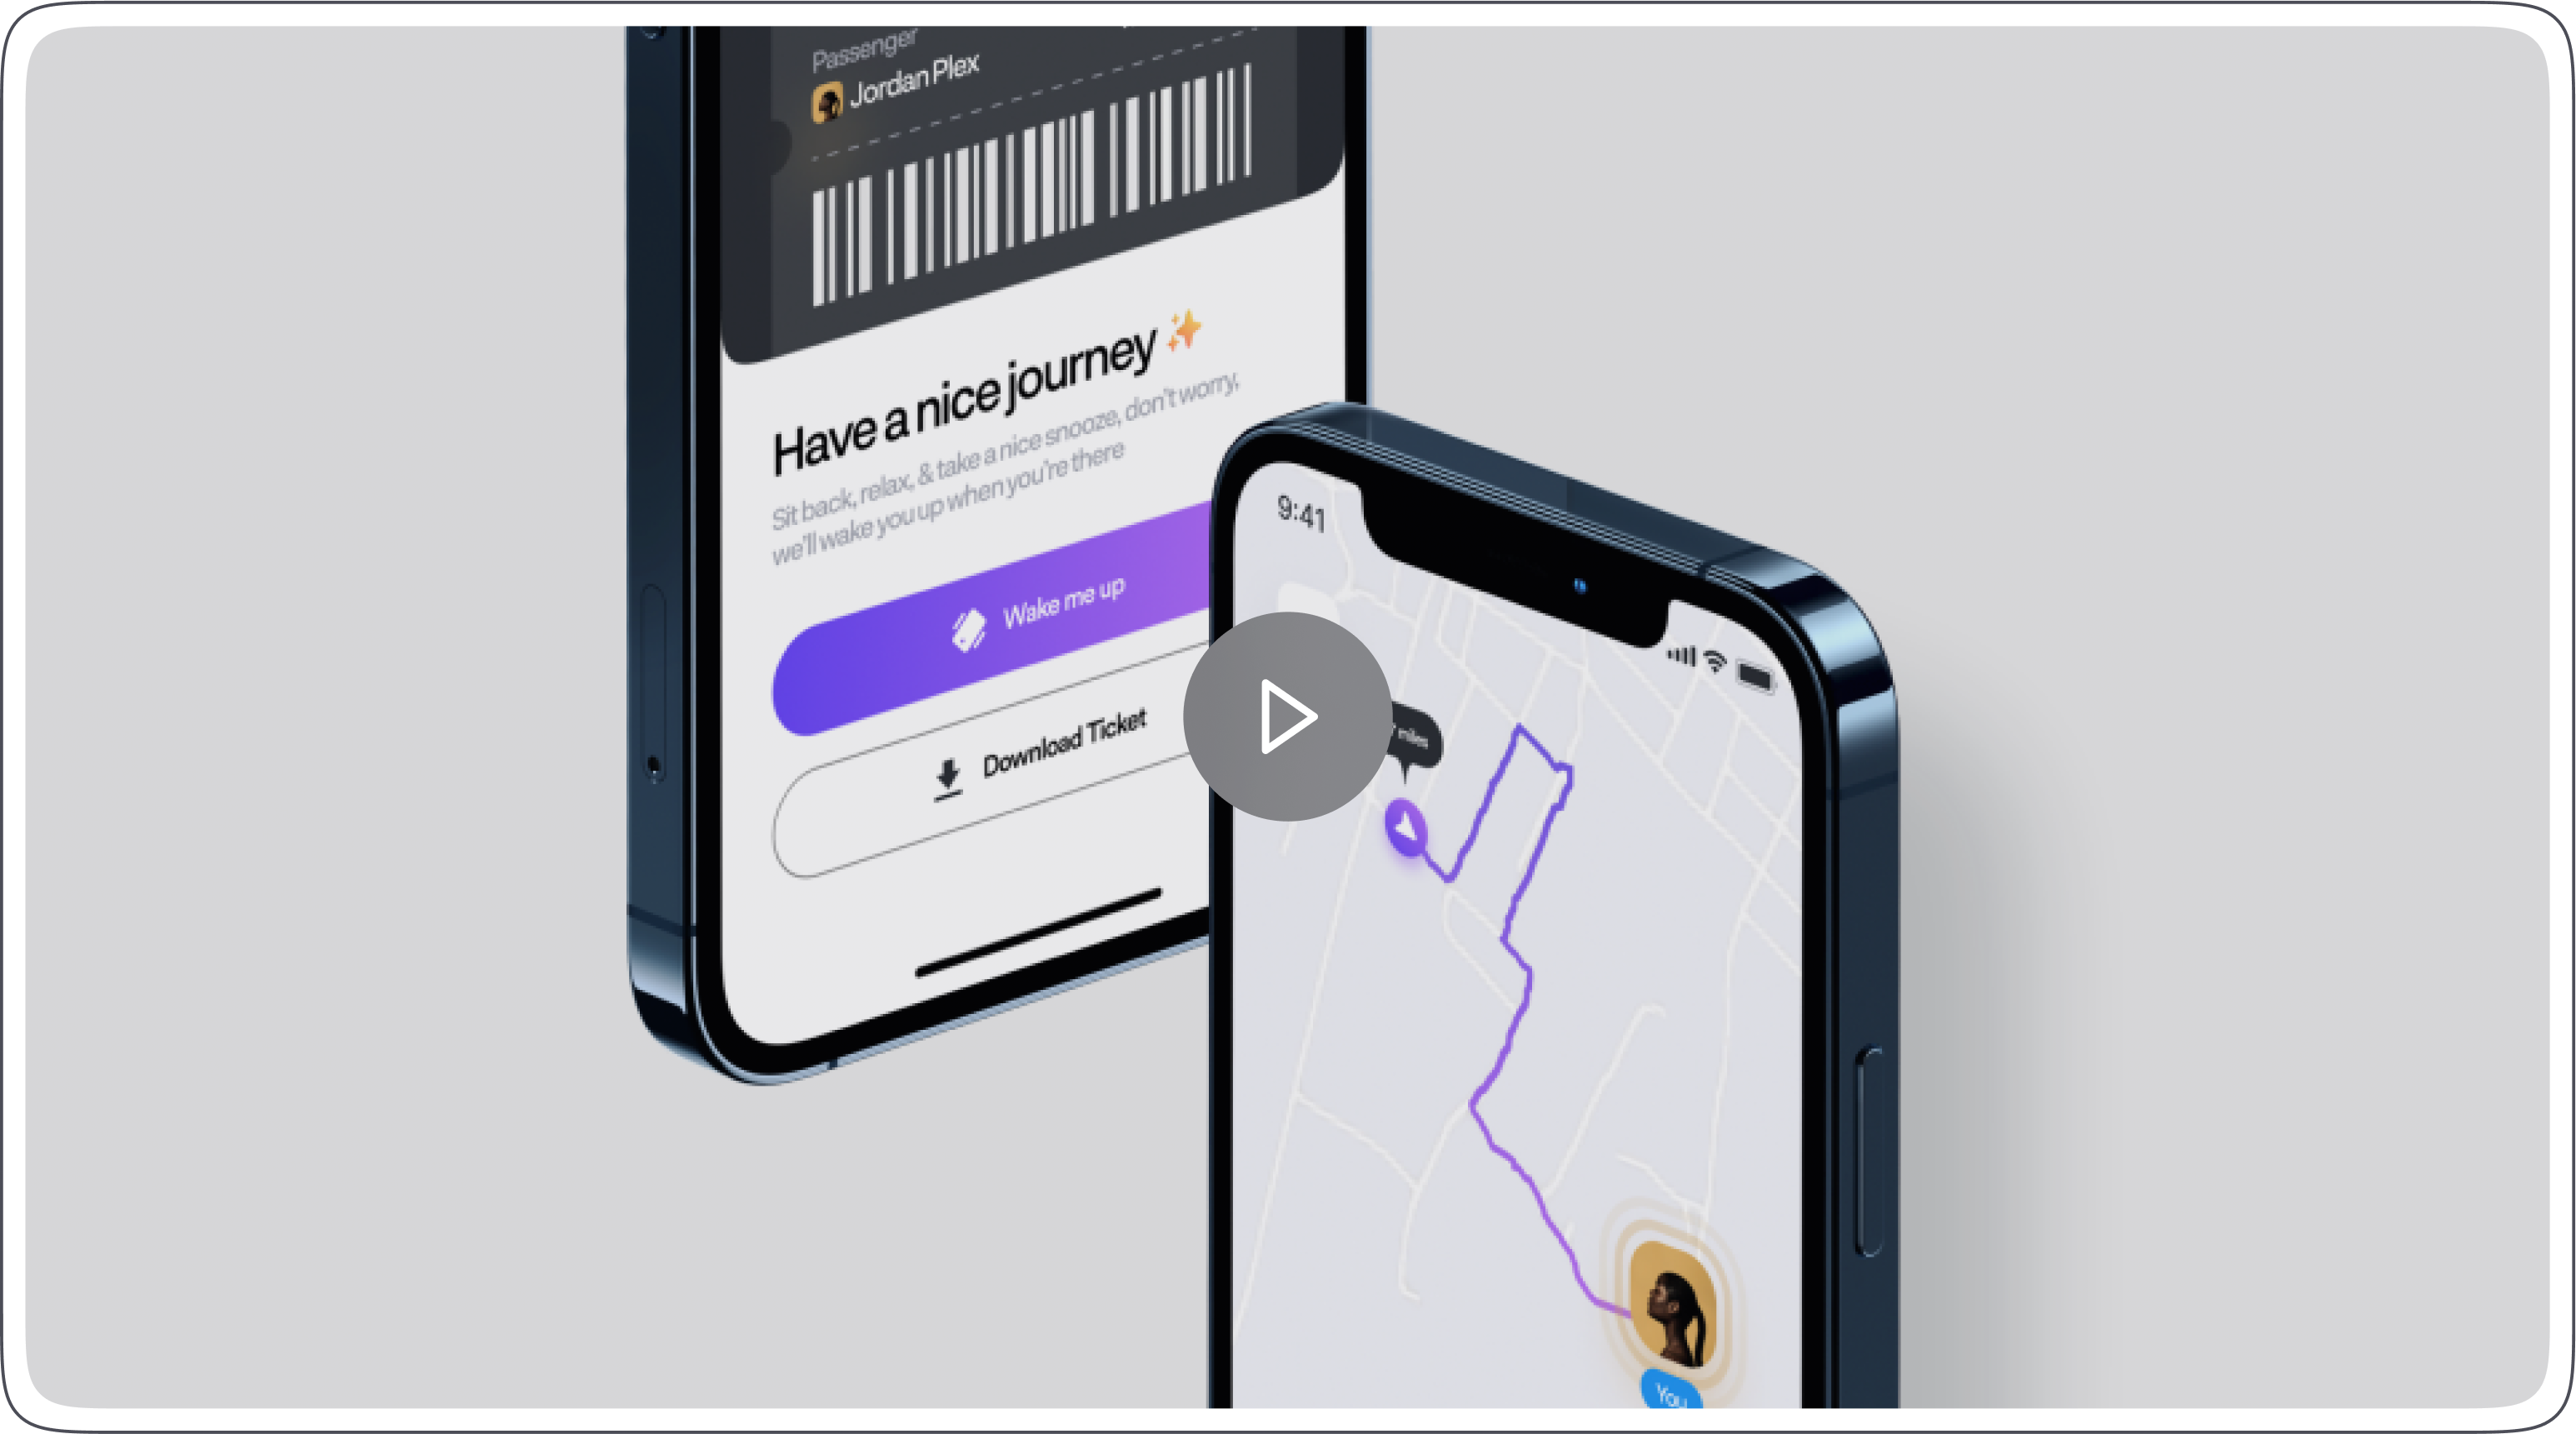 Passenger
Jordan Plex
Have a nice journey ✨
Sit back, relax, & take a nice snooze, don't worry,
we'll wake you up when you're there
Wake me up
Download Ticket
9:41
miles
You